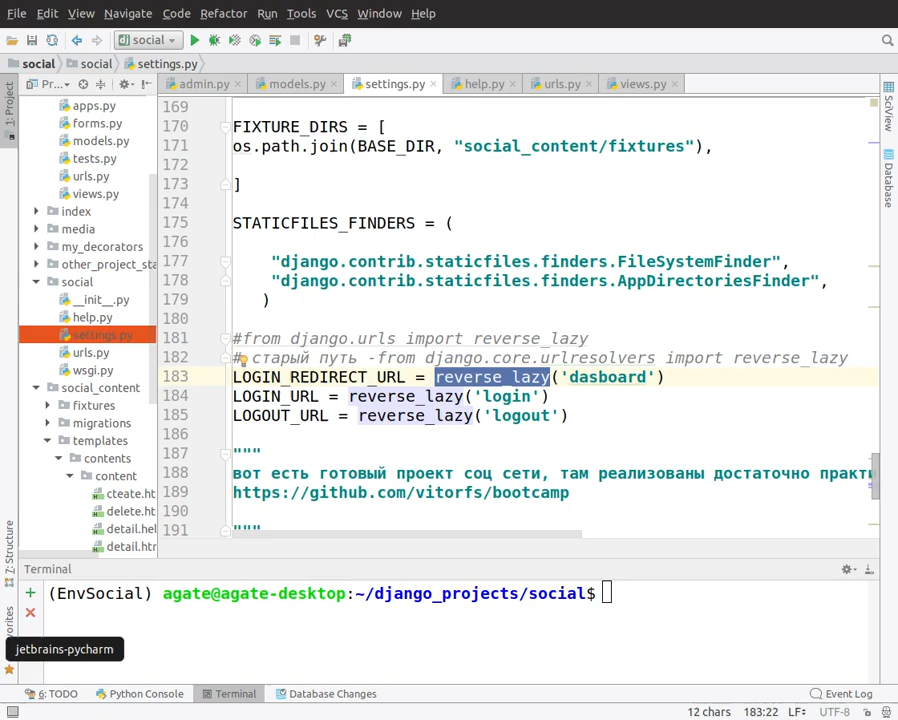 File Edit View Navigate Code Refactor Run Tools VCS Window Help
social
social social settings.py
1: Project Pr... admin.py models.py settings.py help.py urls.py views.py SciView
Database
apps.py
forms.py
models.py
tests.py
urls.py
views.py
index
media
my_decorators
other_project_sta
social
__init__.py
help.py
settings.py
urls.py
wsgi.py
social_content
fixtures
migrations
templates
contents
content
cteate.ht
delete.ht
detail.hel
detail.htr
169
170 FIXTURE_DIRS = [
171 os.path.join(BASE_DIR, "social_content/fixtures"),
172
173 ]
174
175 STATICFILES_FINDERS = (
176
177 "django.contrib.staticfiles.finders.FileSystemFinder",
178 "django.contrib.staticfiles.finders.AppDirectoriesFinder",
179 )
180
181 #from django.urls import reverse_lazy
182 # старый путь -from django.core.urlresolvers import reverse_lazy
183 LOGIN_REDIRECT_URL = reverse_lazy('dasboard')
184 LOGIN_URL = reverse_lazy('login')
185 LOGOUT_URL = reverse_lazy('logout')
186
187 """
188 вот есть готовый проект соц сети, там реализованы достаточно практи
189 https://github.com/vitorfs/bootcamp
190
191 """
7: Structure
Terminal
(EnvSocial) agate@agate-desktop:~/django_projects/social$
jetbrains-pycharm
6: TODO Python Console Terminal Database Changes Event Log
12 chars 183:22 LF UTF-8